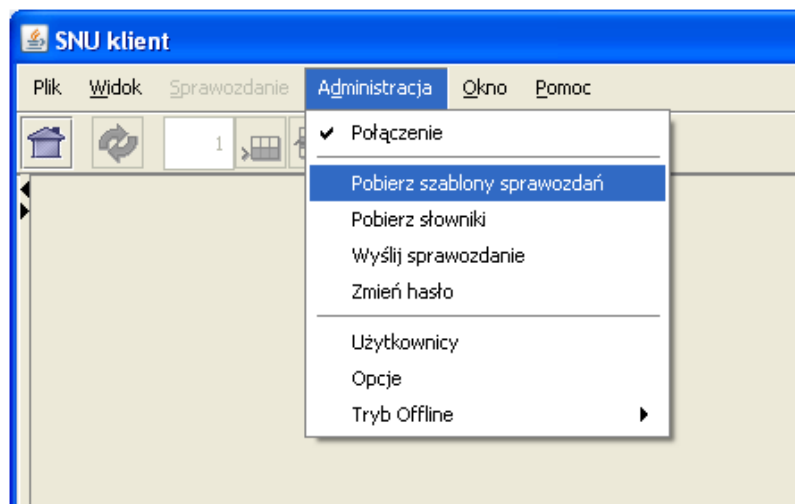 SNU klient
Plik Widok Sprawozdanie Administracja Okno Pomoc
1
Połączenie
Pobierz szablony sprawozdań
Pobierz słowniki
Wyślij sprawozdanie
Zmień hasło
Użytkownicy
Opcje
Tryb Offline